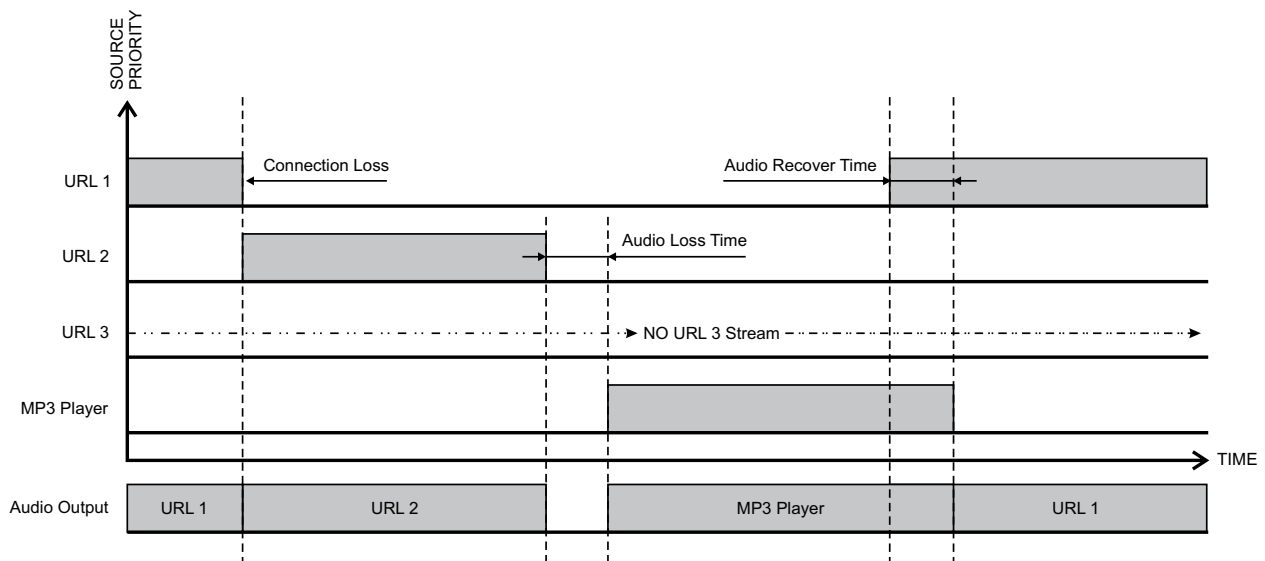 SOURCE
PRIORITY
URL 1
Connection Loss
Audio Recover Time
URL 2
Audio Loss Time
URL 3
NO URL 3 Stream
MP3 Player
TIME
Audio Output
URL 1
URL 2
MP3 Player
URL 1